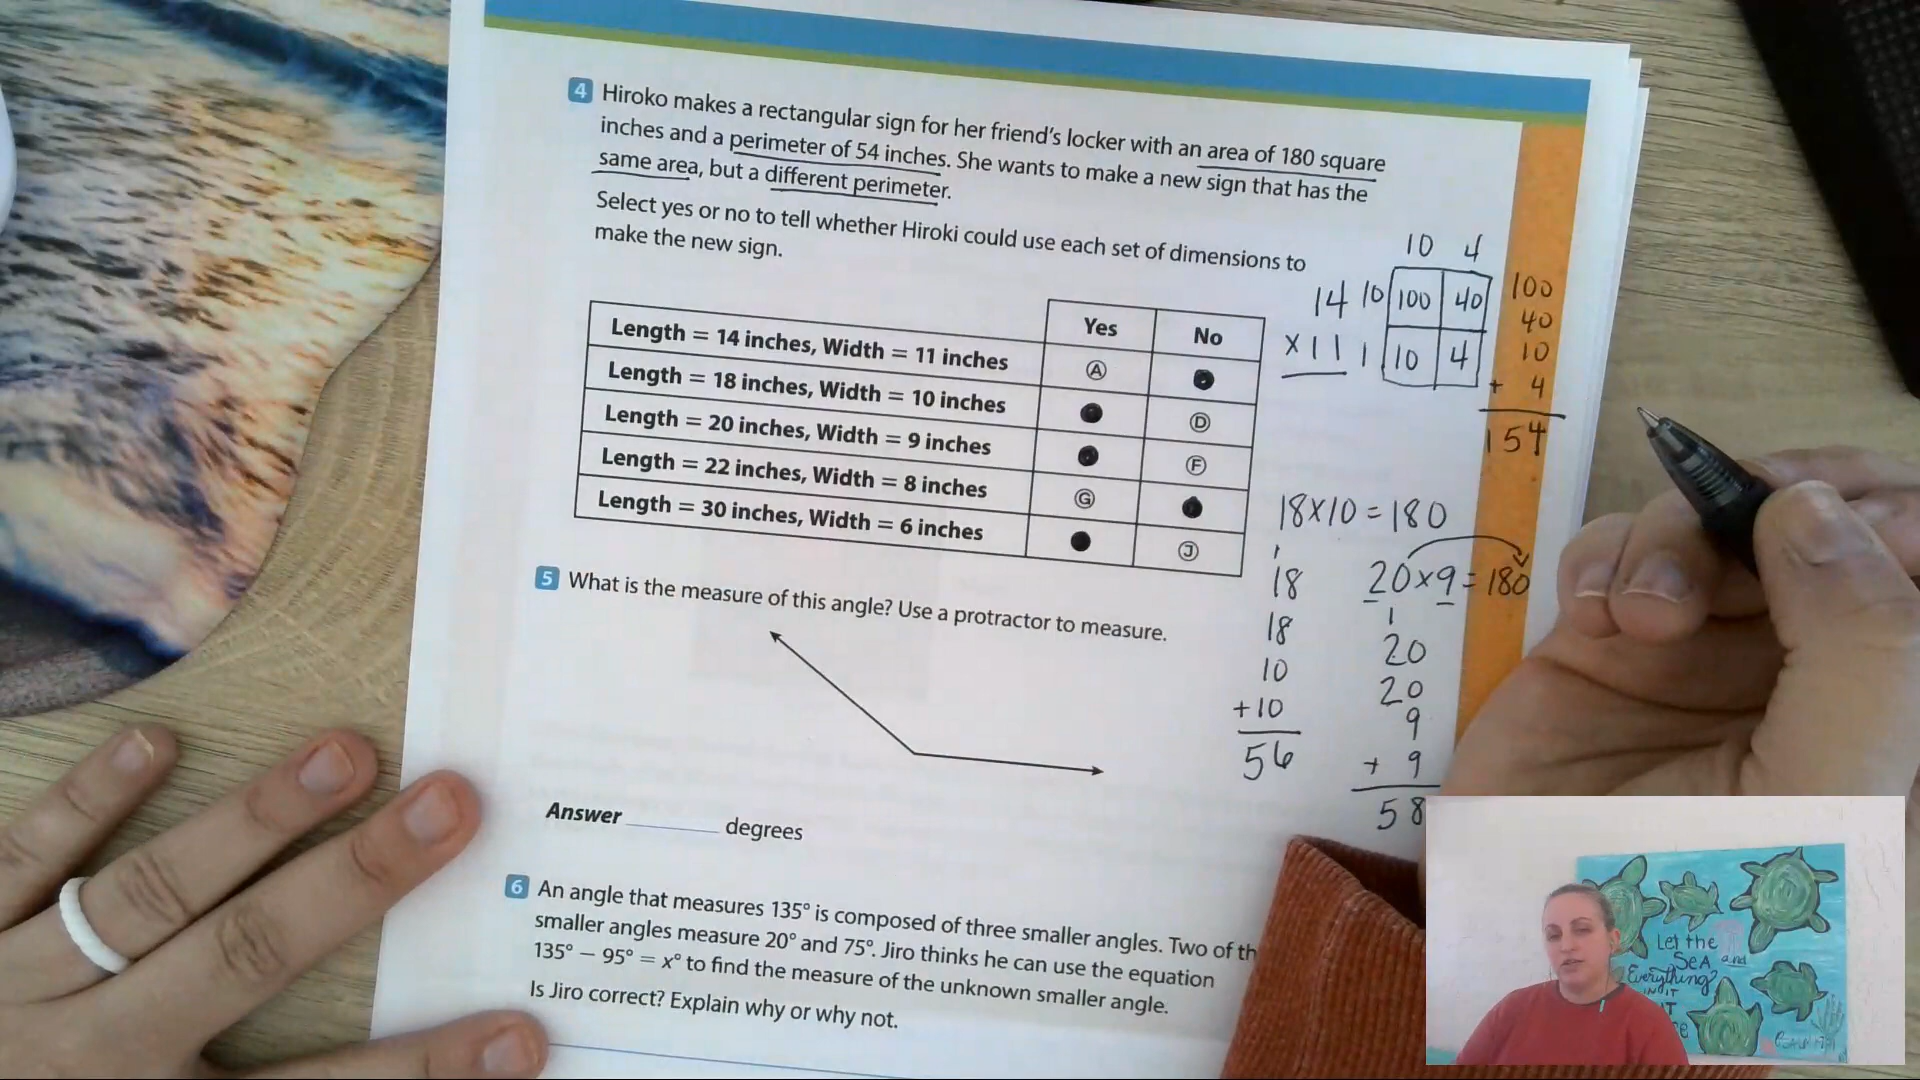 4 Hiroko makes a rectangular sign for her friend's locker with an area of 180 square
inches and a perimeter of 54 inches. She wants to make a new sign that has the
same area, but a different perimeter.
Select yes or no to tell whether Hiroki could use each set of dimensions to
make the new sign.
Yes No
Length = 14 inches, Width = 11 inches A
Length = 18 inches, Width = 10 inches D
Length = 20 inches, Width = 9 inches F
Length = 22 inches, Width = 8 inches G
Length = 30 inches, Width = 6 inches J
10 4
14 10 100 40
x11 1 10 4
100
40
10
+ 4
154
18x10=180
1
18
18
10
+10
56
20x9=180
1
20
20
9
+ 9
58
5 What is the measure of this angle? Use a protractor to measure.
Answer ______ degrees
6 An angle that measures 135° is composed of three smaller angles. Two of th
smaller angles measure 20° and 75°. Jiro thinks he can use the equation
135° − 95° = x° to find the measure of the unknown smaller angle.
Is Jiro correct? Explain why or why not.
Let the
SEA and
Everything
IN IT